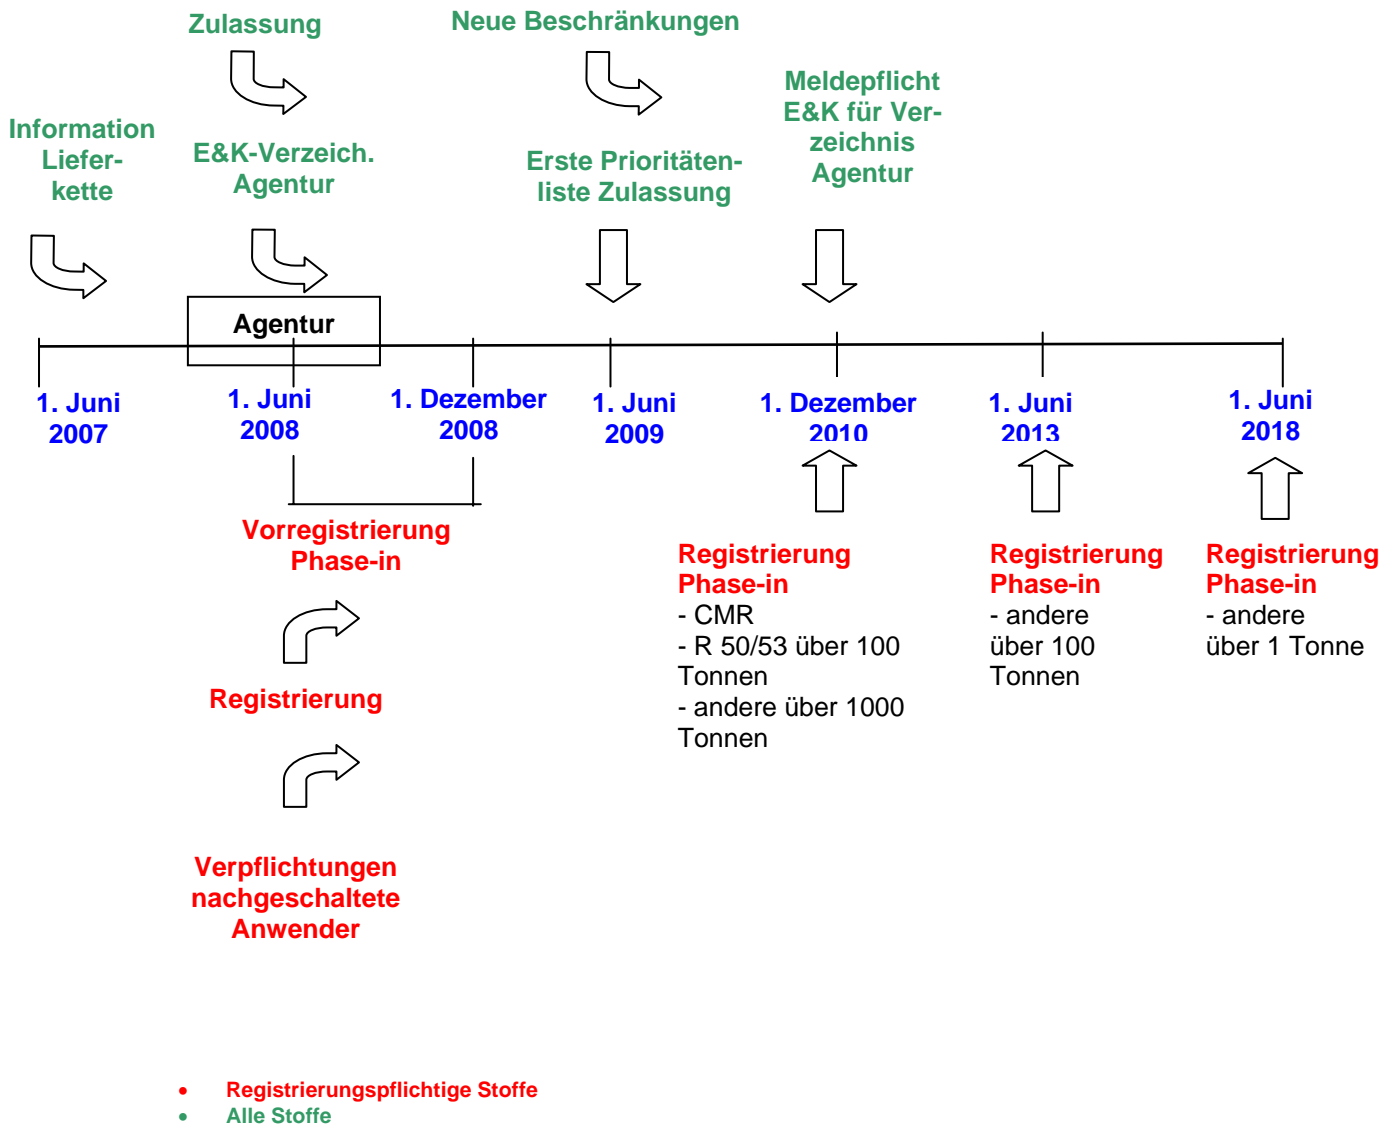 Zulassung
Neue Beschränkungen
Information
Liefer-
kette
E&K-Verzeich.
Agentur
Erste Prioritäten-
liste Zulassung
Meldepflicht
E&K für Ver-
zeichnis
Agentur
Agentur
1. Juni
2007
1. Juni
2008
1. Dezember
2008
1. Juni
2009
1. Dezember
2010
1. Juni
2013
1. Juni
2018
Vorregistrierung
Phase-in
Registrierung
Verpflichtungen
nachgeschaltete
Anwender
Registrierung
Phase-in
- CMR
- R 50/53 über 100
Tonnen
- andere über 1000
Tonnen
Registrierung
Phase-in
- andere
über 100
Tonnen
Registrierung
Phase-in
- andere
über 1 Tonne
• Registrierungspflichtige Stoffe
• Alle Stoffe